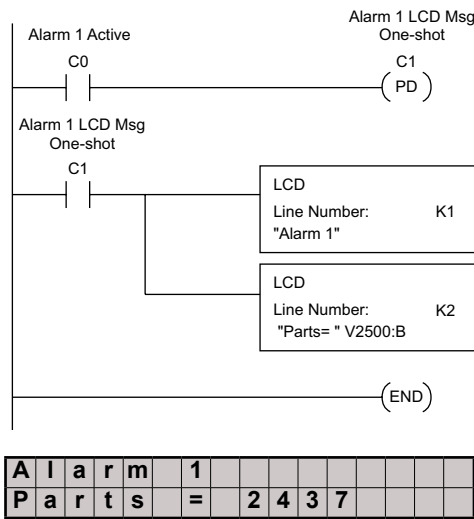 Alarm 1 Active
C0
Alarm 1 LCD Msg
One-shot
C1
PD
Alarm 1 LCD Msg
One-shot
C1
LCD
Line Number: K1
"Alarm 1"
LCD
Line Number: K2
"Parts= " V2500:B
END
Alarm 1
Parts = 2437